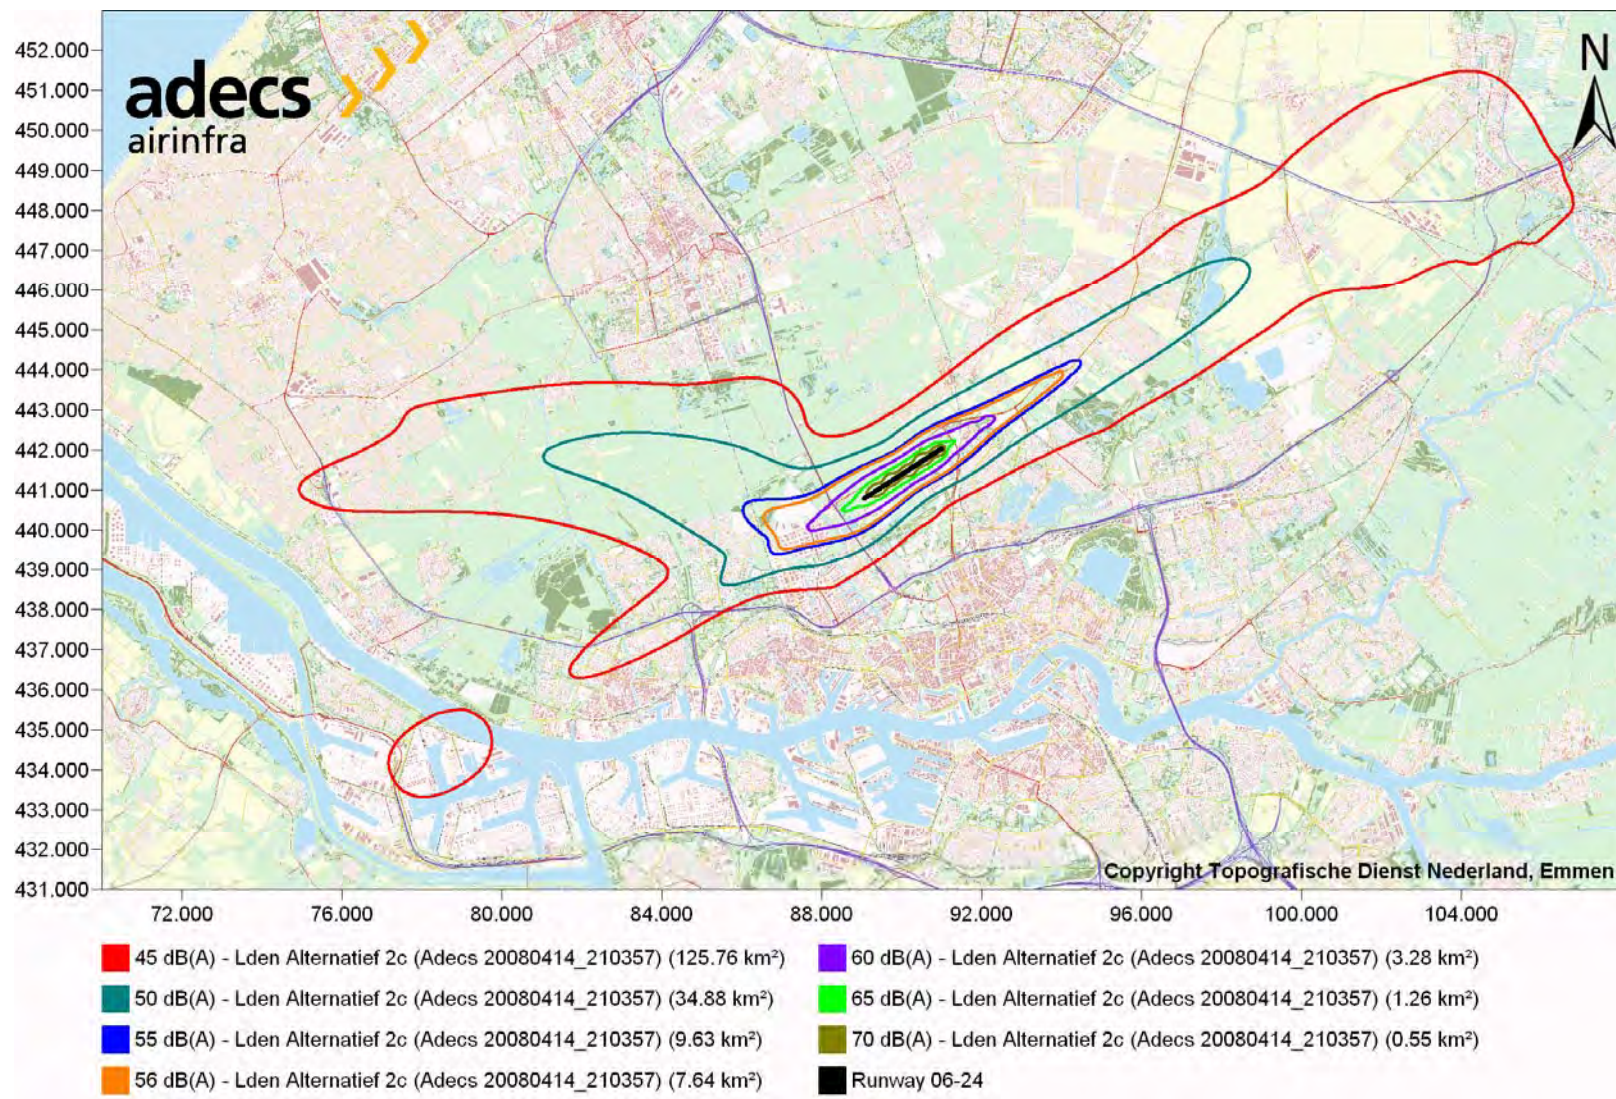 452.000
451.000
450.000
449.000
448.000
447.000
446.000
445.000
444.000
443.000
442.000
441.000
440.000
439.000
438.000
437.000
436.000
435.000
434.000
433.000
432.000
431.000
adecs
airinfra
N
Copyright Topografische Dienst Nederland, Emmen
72.000 76.000 80.000 84.000 88.000 92.000 96.000 100.000 104.000
45 dB(A) - Lden Alternatief 2c (Adecs 20080414_210357) (125.76 km²)
50 dB(A) - Lden Alternatief 2c (Adecs 20080414_210357) (34.88 km²)
55 dB(A) - Lden Alternatief 2c (Adecs 20080414_210357) (9.63 km²)
56 dB(A) - Lden Alternatief 2c (Adecs 20080414_210357) (7.64 km²)
60 dB(A) - Lden Alternatief 2c (Adecs 20080414_210357) (3.28 km²)
65 dB(A) - Lden Alternatief 2c (Adecs 20080414_210357) (1.26 km²)
70 dB(A) - Lden Alternatief 2c (Adecs 20080414_210357) (0.55 km²)
Runway 06-24